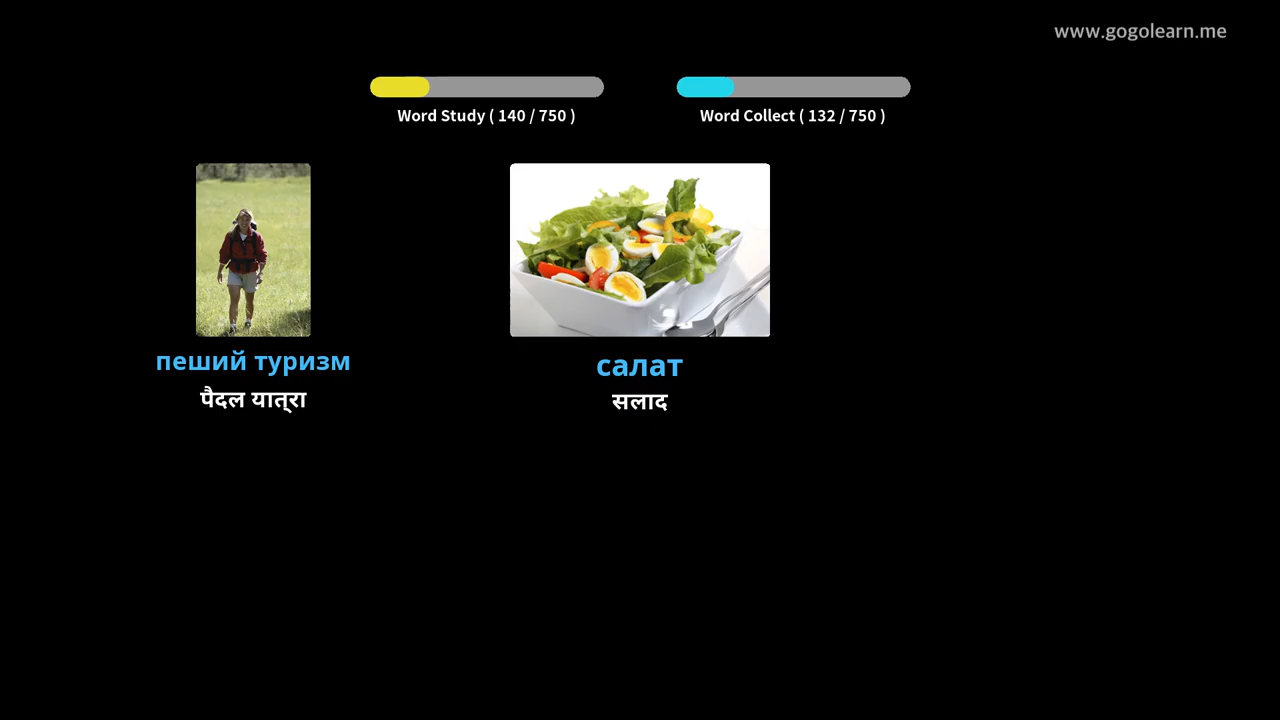 www.gogolearn.me
Word Study ( 140 / 750 )
Word Collect ( 132 / 750 )
пеший туризм
पैदल यात्रा
салат
सलाद